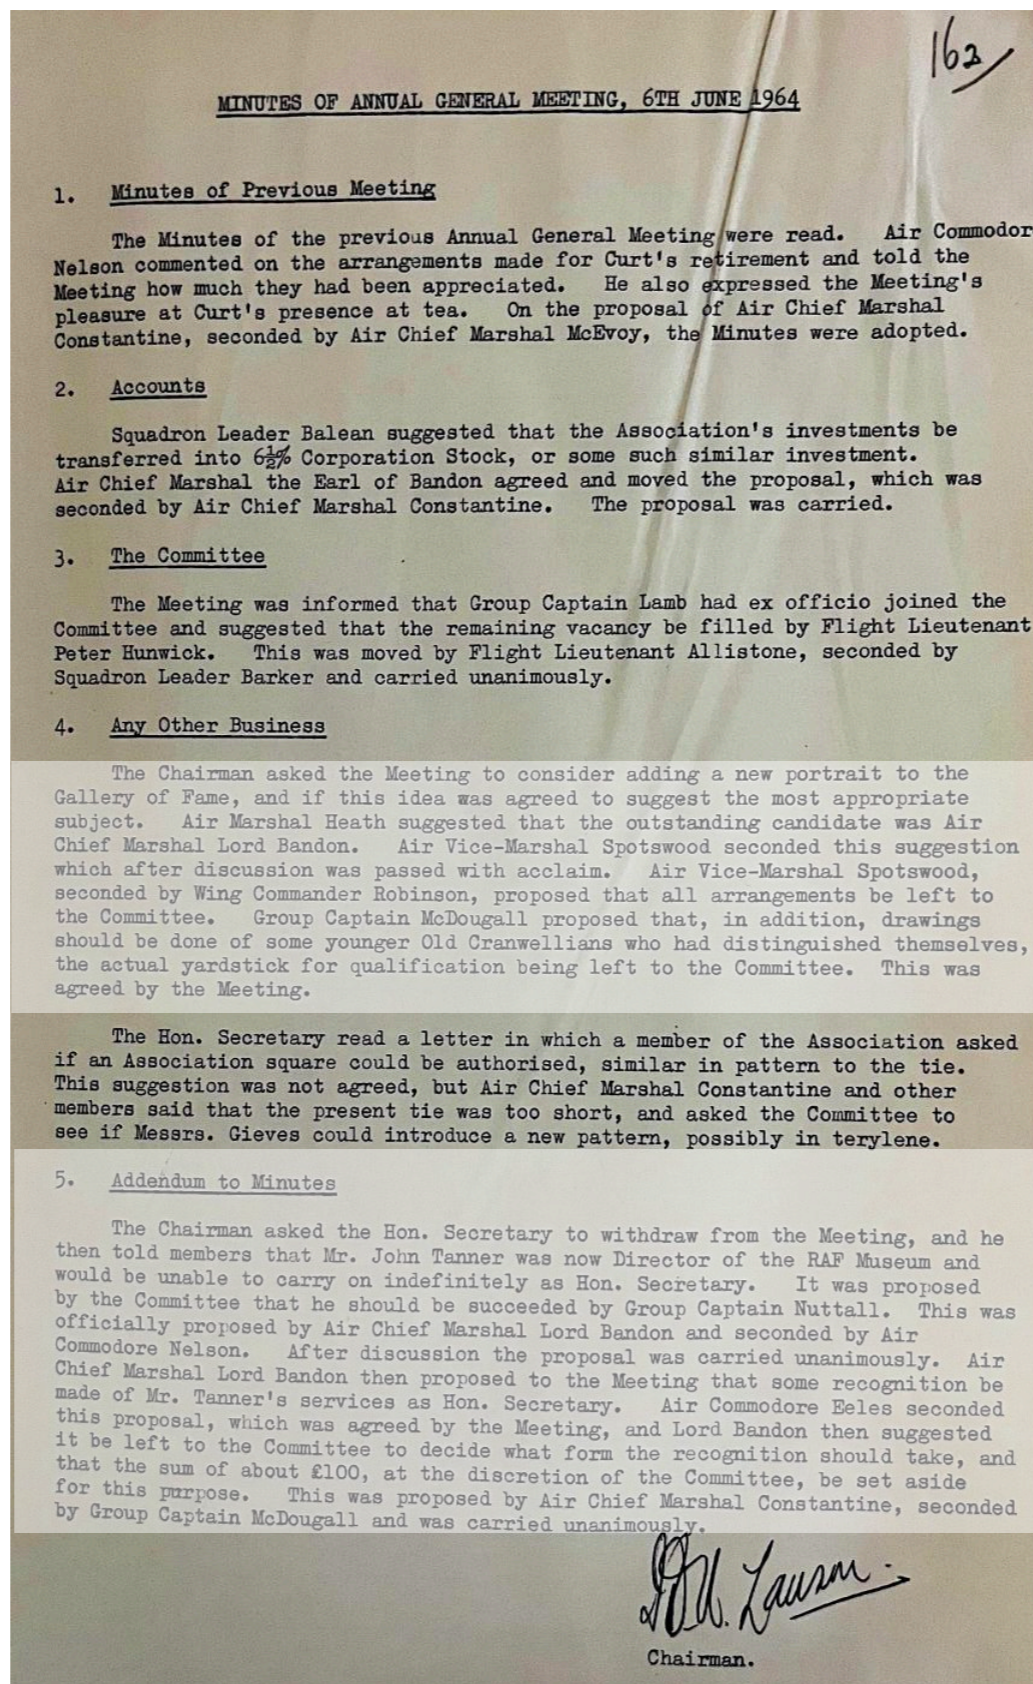 162
MINUTES OF ANNUAL GENERAL MEETING, 6TH JUNE 1964
1. Minutes of Previous Meeting
The Minutes of the previous Annual General Meeting were read. Air Commodor
Nelson commented on the arrangements made for Curt's retirement and told the
Meeting how much they had been appreciated. He also expressed the Meeting's
pleasure at Curt's presence at tea. On the proposal of Air Chief Marshal
Constantine, seconded by Air Chief Marshal McEvoy, the Minutes were adopted.
2. Accounts
Squadron Leader Balean suggested that the Association's investments be
transferred into 6½% Corporation Stock, or some such similar investment.
Air Chief Marshal the Earl of Bandon agreed and moved the proposal, which was
seconded by Air Chief Marshal Constantine. The proposal was carried.
3. The Committee
The Meeting was informed that Group Captain Lamb had ex officio joined the
Committee and suggested that the remaining vacancy be filled by Flight Lieutenant
Peter Hunwick. This was moved by Flight Lieutenant Allistone, seconded by
Squadron Leader Barker and carried unanimously.
4. Any Other Business
The Chairman asked the Meeting to consider adding a new portrait to the
Gallery of Fame, and if this idea was agreed to suggest the most appropriate
subject. Air Marshal Heath suggested that the outstanding candidate was Air
Chief Marshal Lord Bandon. Air Vice-Marshal Spotswood seconded this suggestion
which after discussion was passed with acclaim. Air Vice-Marshal Spotswood,
seconded by Wing Commander Robinson, proposed that all arrangements be left to
the Committee. Group Captain McDougall proposed that, in addition, drawings
should be done of some younger Old Cranwellians who had distinguished themselves,
the actual yardstick for qualification being left to the Committee. This was
agreed by the Meeting.
The Hon. Secretary read a letter in which a member of the Association asked
if an Association square could be authorised, similar in pattern to the tie.
This suggestion was not agreed, but Air Chief Marshal Constantine and other
members said that the present tie was too short, and asked the Committee to
see if Messrs. Gieves could introduce a new pattern, possibly in terylene.
5. Addendum to Minutes
The Chairman asked the Hon. Secretary to withdraw from the Meeting, and he
then told members that Mr. John Tanner was now Director of the RAF Museum and
would be unable to carry on indefinitely as Hon. Secretary. It was proposed
by the Committee that he should be succeeded by Group Captain Nuttall. This was
officially proposed by Air Chief Marshal Lord Bandon and seconded by Air
Commodore Nelson. After discussion the proposal was carried unanimously. Air
Chief Marshal Lord Bandon then proposed to the Meeting that some recognition be
made of Mr. Tanner's services as Hon. Secretary. Air Commodore Eeles seconded
this proposal, which was agreed by the Meeting, and Lord Bandon then suggested
it be left to the Committee to decide what form the recognition should take, and
that the sum of about £100, at the discretion of the Committee, be set aside
for this purpose. This was proposed by Air Chief Marshal Constantine, seconded
by Group Captain McDougall and was carried unanimously.
Lawson.
Chairman.